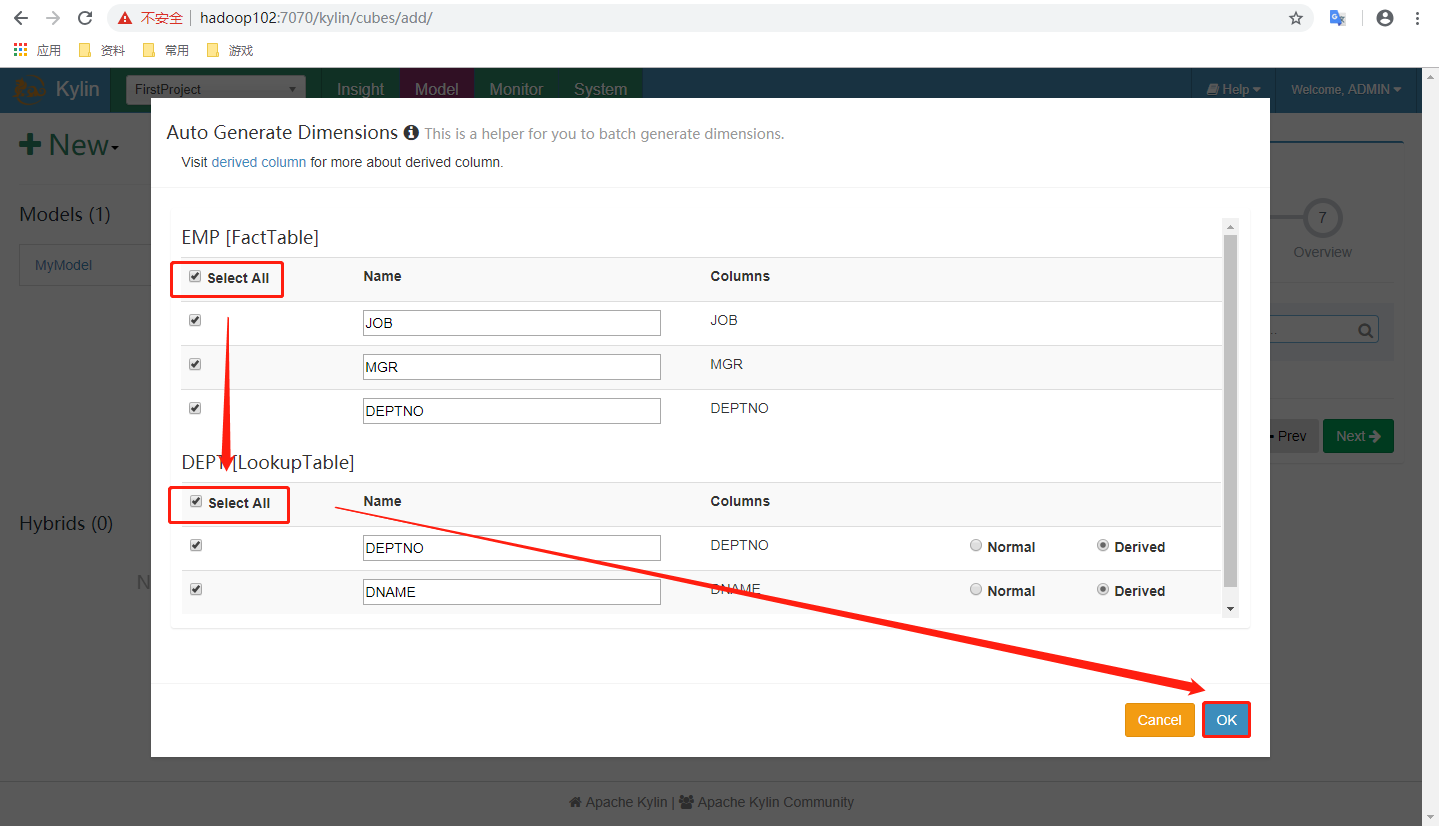 不安全 hadoop102:7070/kylin/cubes/add/
应用 资料 常用 游戏
Kylin FirstProject Insight Model Monitor System Help Welcome, ADMIN
New
Auto Generate Dimensions This is a helper for you to batch generate dimensions.
Visit derived column for more about derived column.
Models (1)
MyModel
7
Overview
EMP [FactTable]
Select All Name Columns
JOB JOB
MGR MGR
DEPTNO DEPTNO
Prev Next
DEPT [LookupTable]
Select All Name Columns
Hybrids (0)
DEPTNO DEPTNO Normal Derived
N
DNAME DNAME Normal Derived
Cancel OK
Apache Kylin | Apache Kylin Community